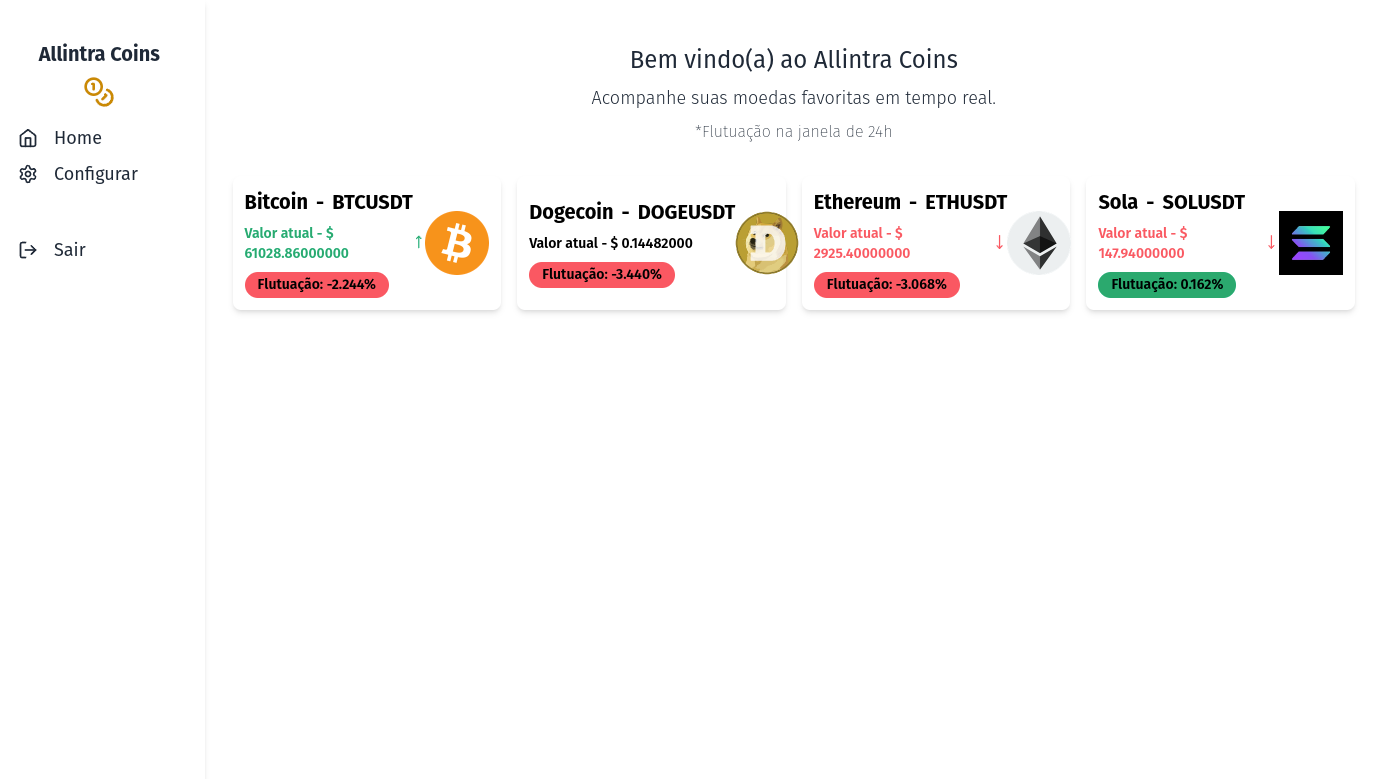 Allintra Coins
Home
Configurar
Sair
Bem vindo(a) ao Allintra Coins
Acompanhe suas moedas favoritas em tempo real.
*Flutuação na janela de 24h
Bitcoin - BTCUSDT
Valor atual - $
61028.86000000
↑
Flutuação: -2.244%
Dogecoin - DOGEUSDT
Valor atual - $ 0.14482000
Flutuação: -3.440%
Ethereum - ETHUSDT
Valor atual - $
2925.40000000
↓
Flutuação: -3.068%
Sola - SOLUSDT
Valor atual - $
147.94000000
↓
Flutuação: 0.162%